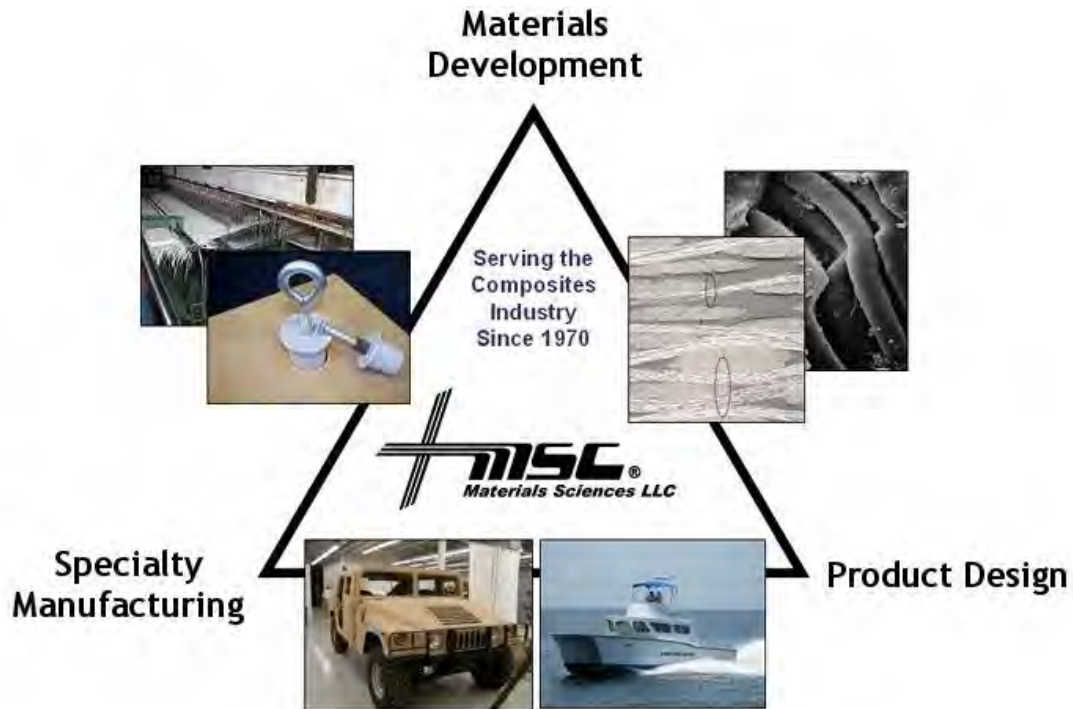 Materials
Development
Serving the
Composites
Industry
Since 1970
MSC®
Materials Sciences LLC
Specialty
Manufacturing
Product Design